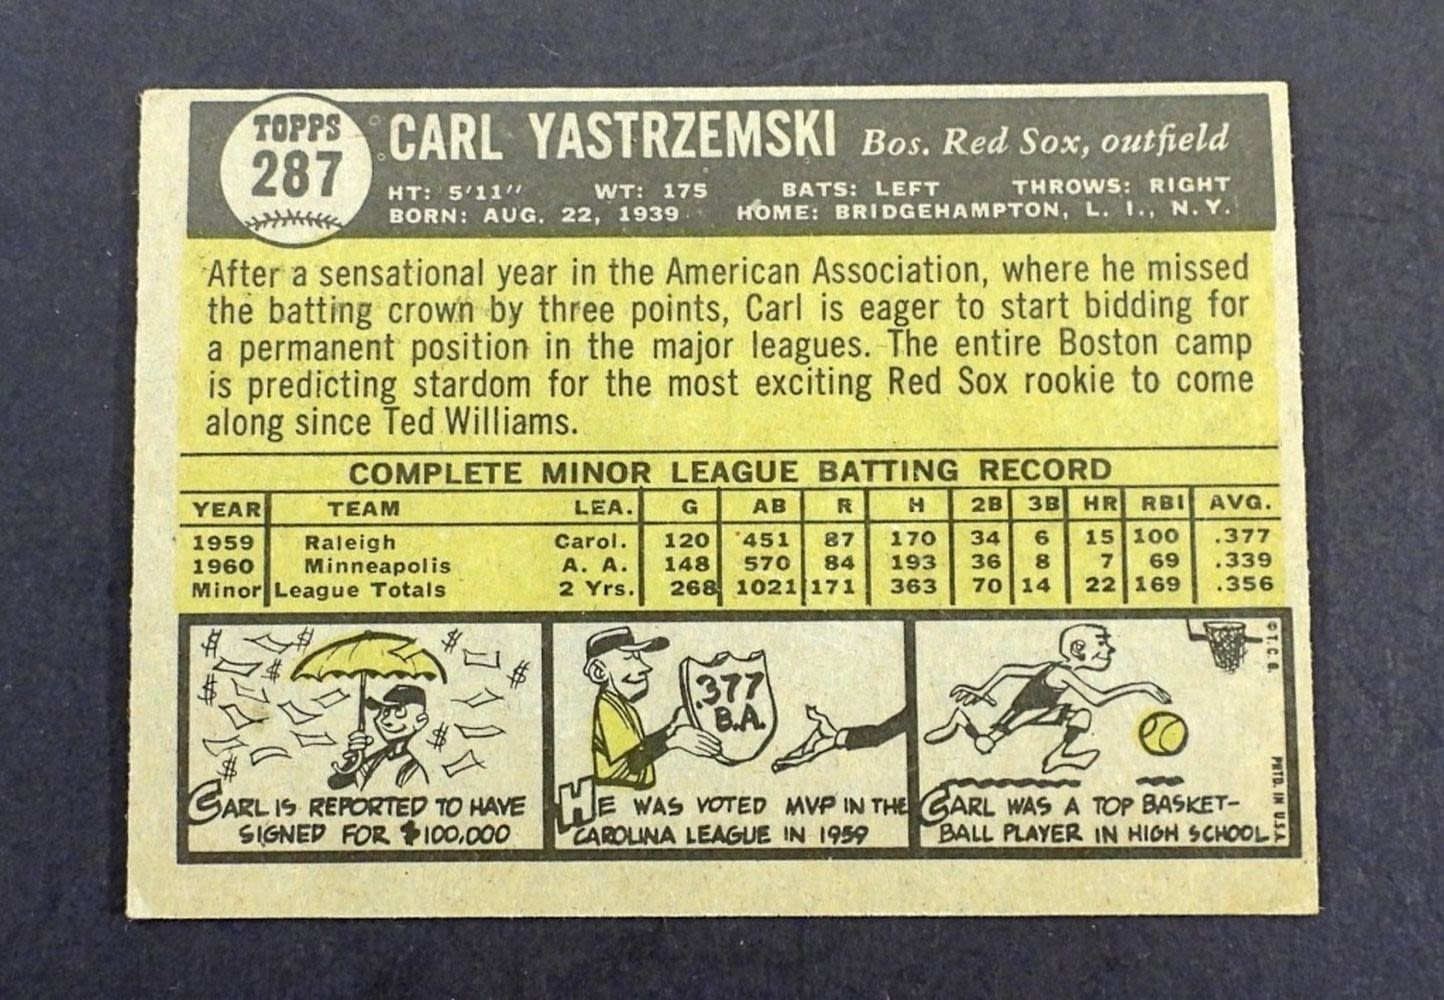 TOPPS
287
CARL YASTRZEMSKI Bos. Red Sox, outfield
HT: 5'11" WT: 175 BATS: LEFT THROWS: RIGHT
BORN: AUG. 22, 1939 HOME: BRIDGEHAMPTON, L. I., N. Y.
After a sensational year in the American Association, where he missed
the batting crown by three points, Carl is eager to start bidding for
a permanent position in the major leagues. The entire Boston camp
is predicting stardom for the most exciting Red Sox rookie to come
along since Ted Williams.
COMPLETE MINOR LEAGUE BATTING RECORD
YEAR TEAM LEA. G AB R H 2B 3B HR RBI AVG.
1959 Raleigh Carol. 120 451 87 170 34 6 15 100 .377
1960 Minneapolis A. A. 148 570 84 193 36 8 7 69 .339
Minor League Totals 2 Yrs. 268 1021 171 363 70 14 22 169 .356
$ $ $ $ $ $ $
CARL IS REPORTED TO HAVE
SIGNED FOR $100,000
.377
B.A.
HE WAS VOTED MVP IN THE
CAROLINA LEAGUE IN 1959
CARL WAS A TOP BASKET-
BALL PLAYER IN HIGH SCHOOL
© T. C. G.
PRTD. IN U.S.A.